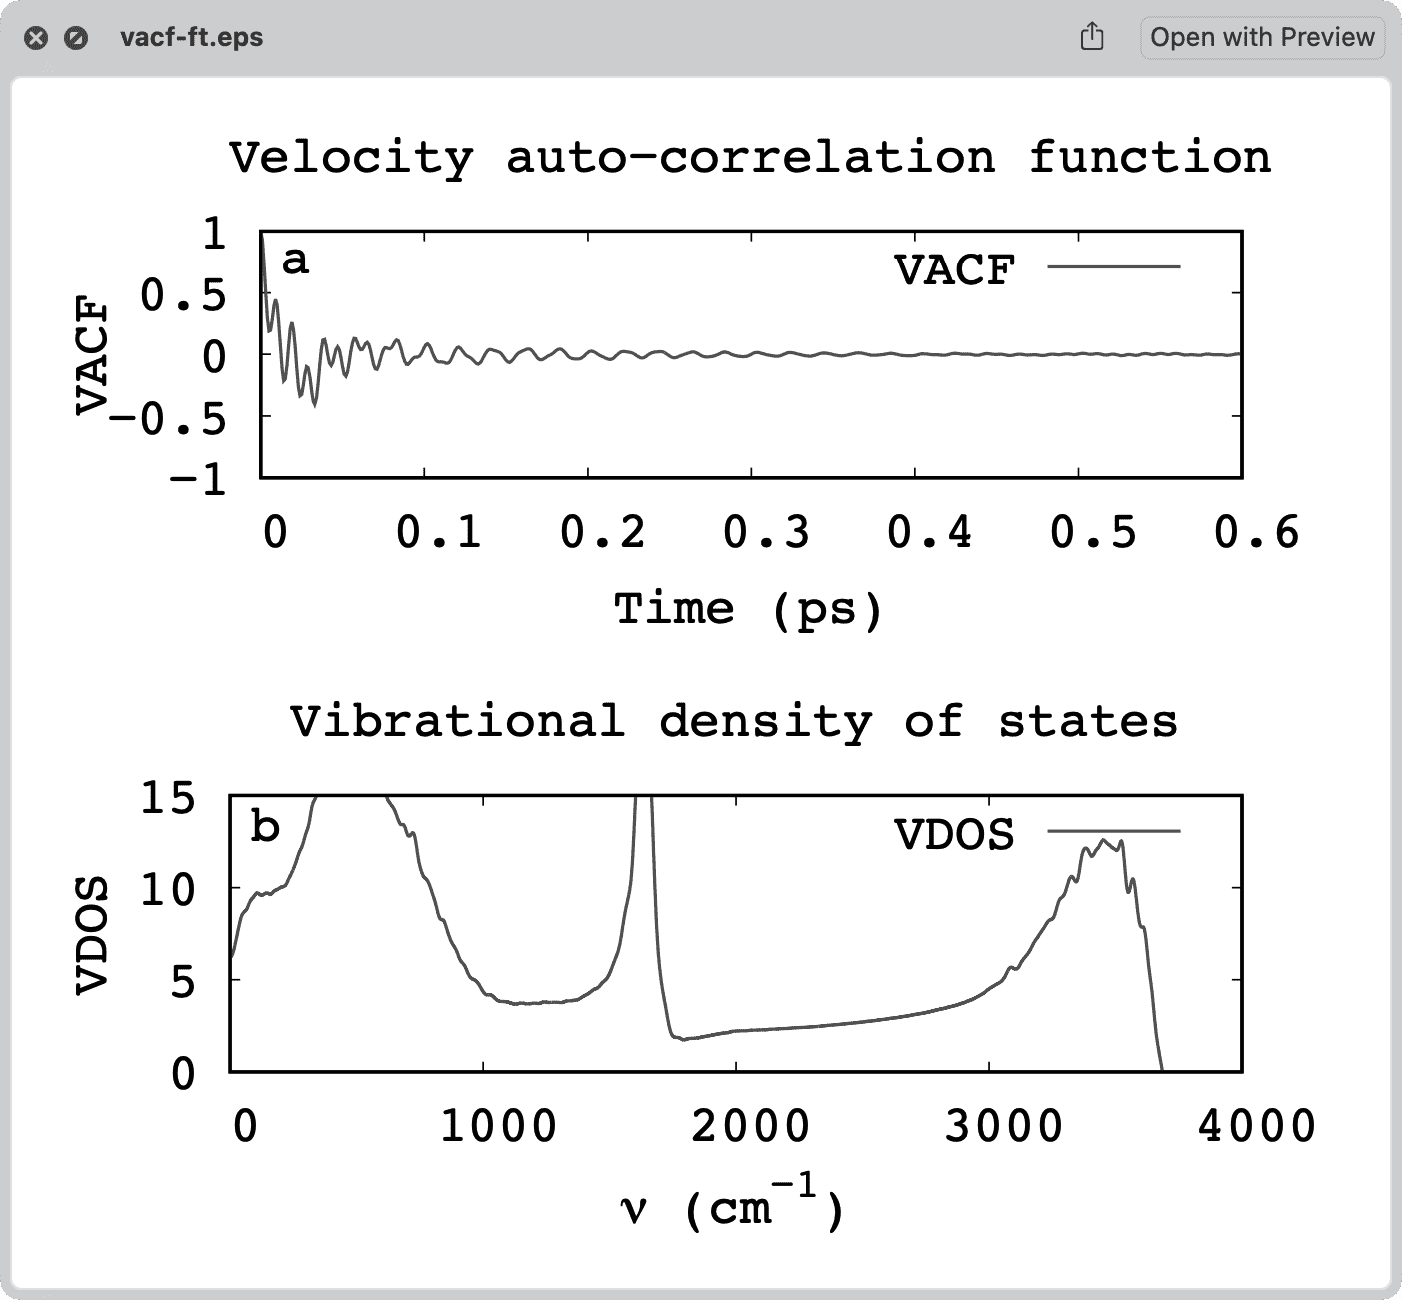 vacf-ft.eps
Open with Preview
Velocity auto-correlation function
a
VACF
1
0.5
0
−0.5
−1
VACF
0 0.1 0.2 0.3 0.4 0.5 0.6
Time (ps)
Vibrational density of states
b
VDOS
15
10
5
0
VDOS
0 1000 2000 3000 4000
ν (cm⁻¹)